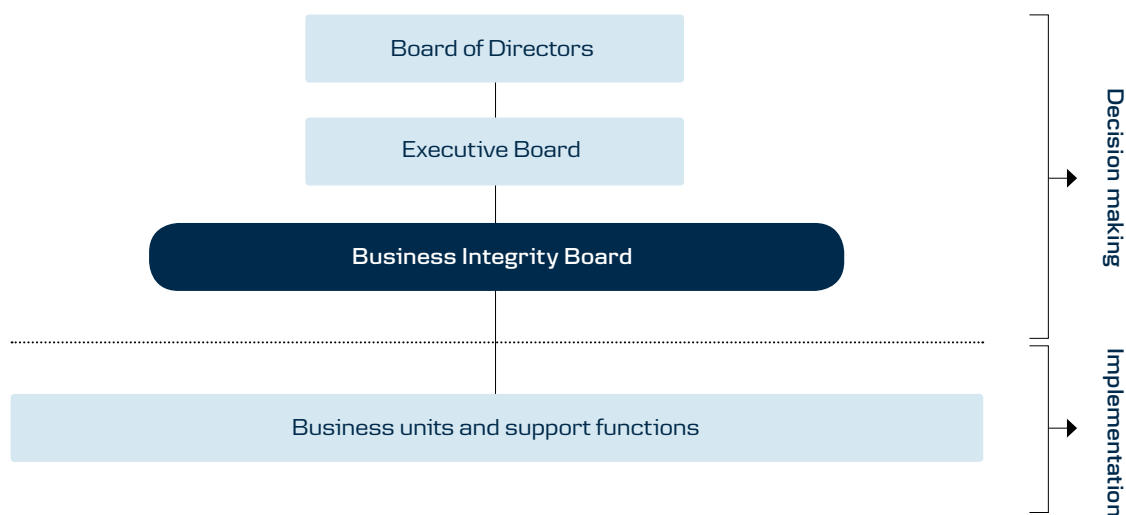 Board of Directors
Executive Board
Business Integrity Board
Decision making
Business units and support functions
Implementation